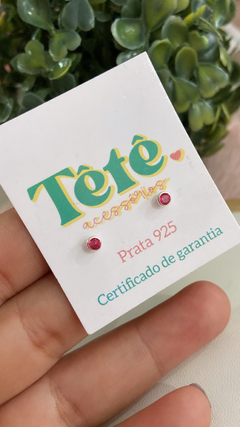 Têtê
acessórios
Prata 925
Certificado de garantia